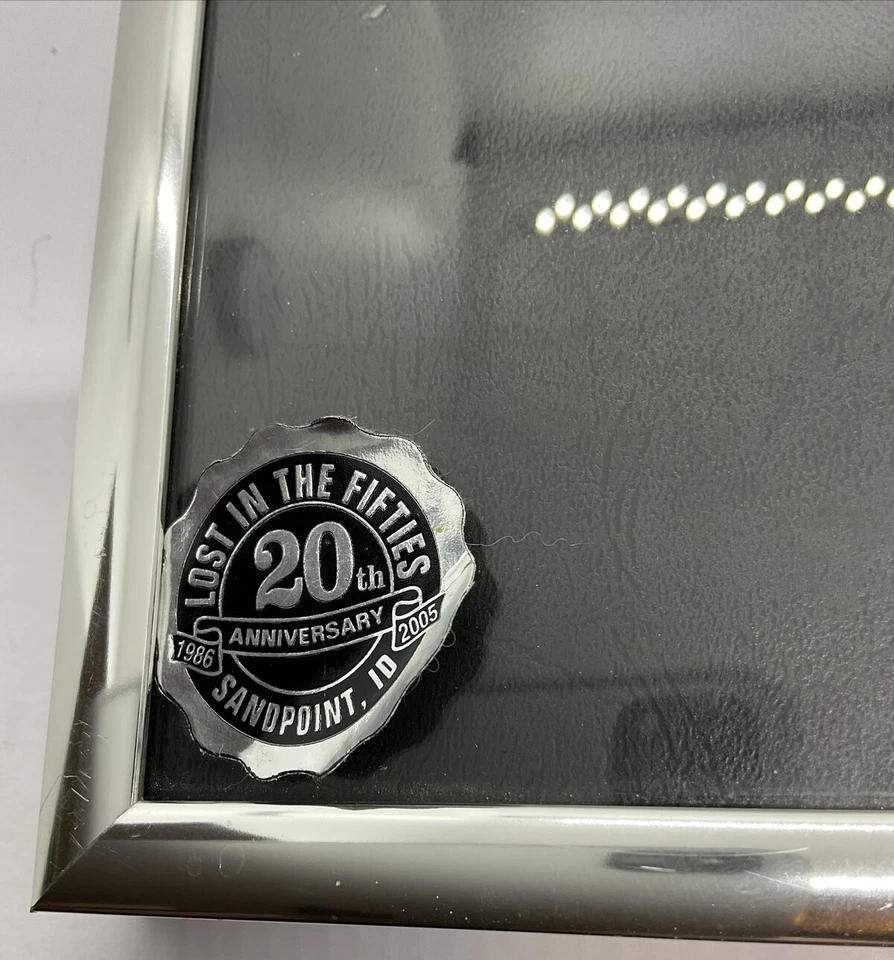 LOST IN THE FIFTIES
20th
ANNIVERSARY
1986
2005
SANDPOINT, ID